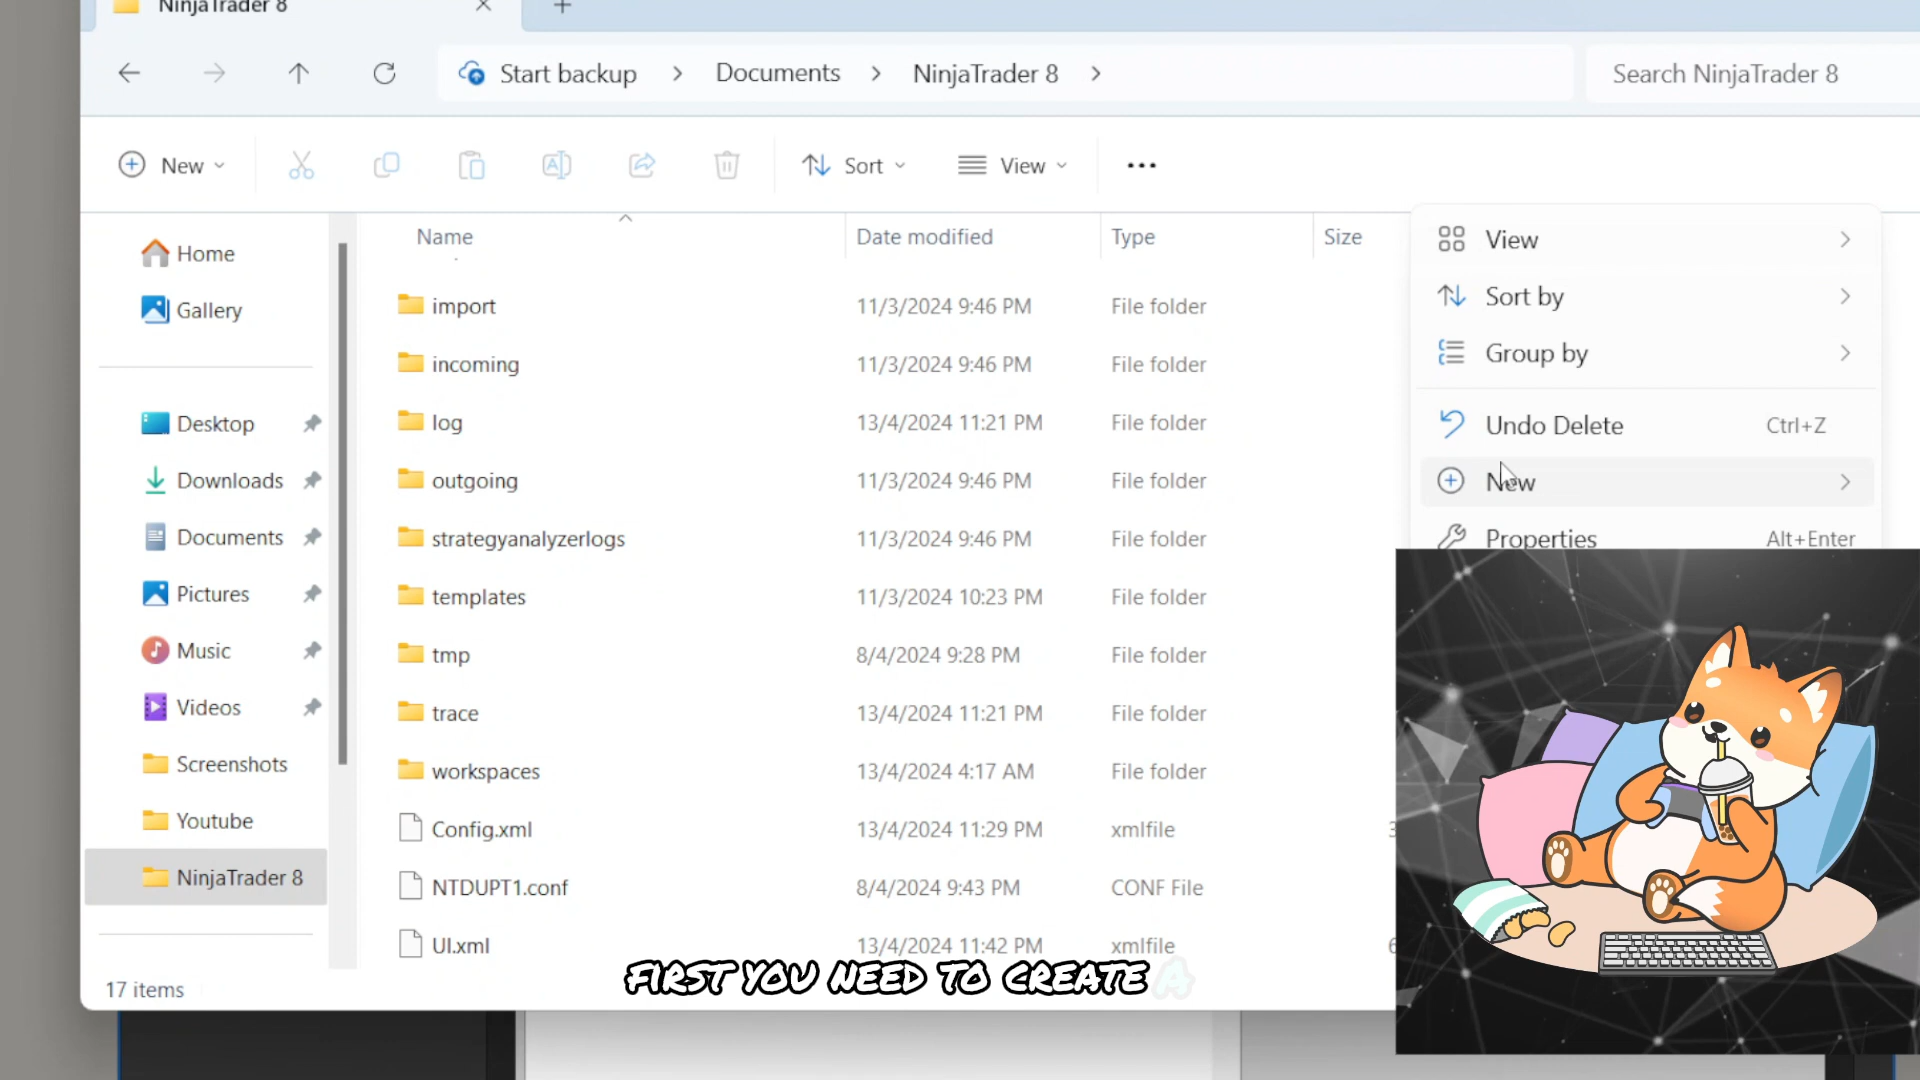 NinjaTrader 8
Start backup > Documents > NinjaTrader 8 >
Search NinjaTrader 8
New
Sort
View
Name
Date modified
Type
Size
Home
Gallery
Desktop
Downloads
Documents
Pictures
Music
Videos
Screenshots
Youtube
NinjaTrader 8
import 11/3/2024 9:46 PM File folder
incoming 11/3/2024 9:46 PM File folder
log 13/4/2024 11:21 PM File folder
outgoing 11/3/2024 9:46 PM File folder
strategyanalyzerlogs 11/3/2024 9:46 PM File folder
templates 11/3/2024 10:23 PM File folder
tmp 8/4/2024 9:28 PM File folder
trace 13/4/2024 11:21 PM File folder
workspaces 13/4/2024 4:17 AM File folder
Config.xml 13/4/2024 11:29 PM xmlfile
NTDUPT1.conf 8/4/2024 9:43 PM CONF File
UI.xml 13/4/2024 11:42 PM xmlfile
View
Sort by
Group by
Undo Delete Ctrl+Z
New
Properties Alt+Enter
17 items
FIRST YOU NEED TO CREATE A